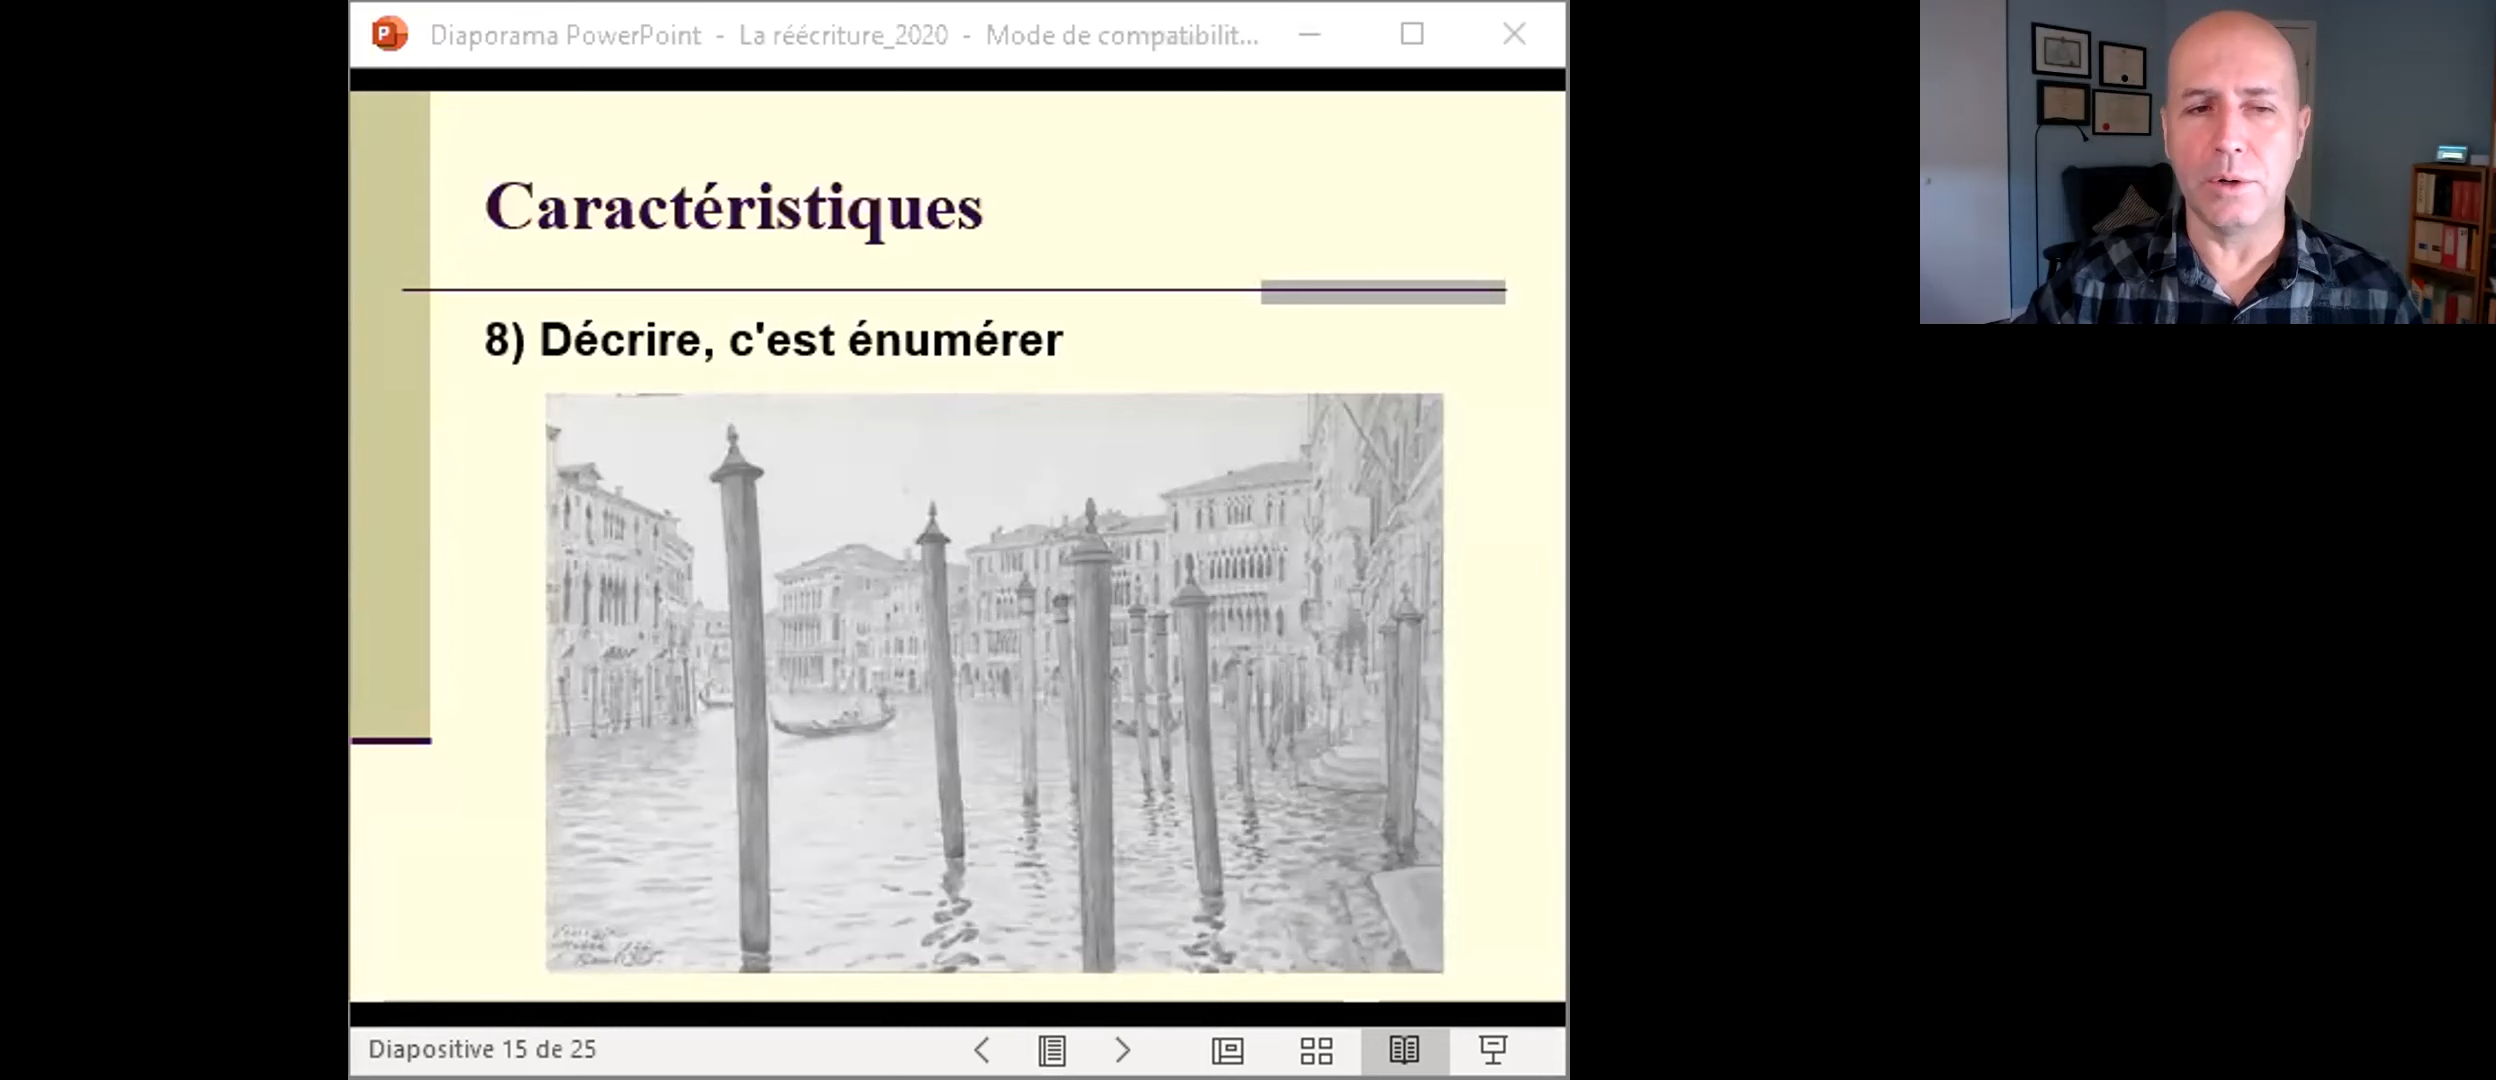 Diaporama PowerPoint - La réécriture_2020 - Mode de compatibilit...
Caractéristiques
8) Décrire, c'est énumérer
Diapositive 15 de 25